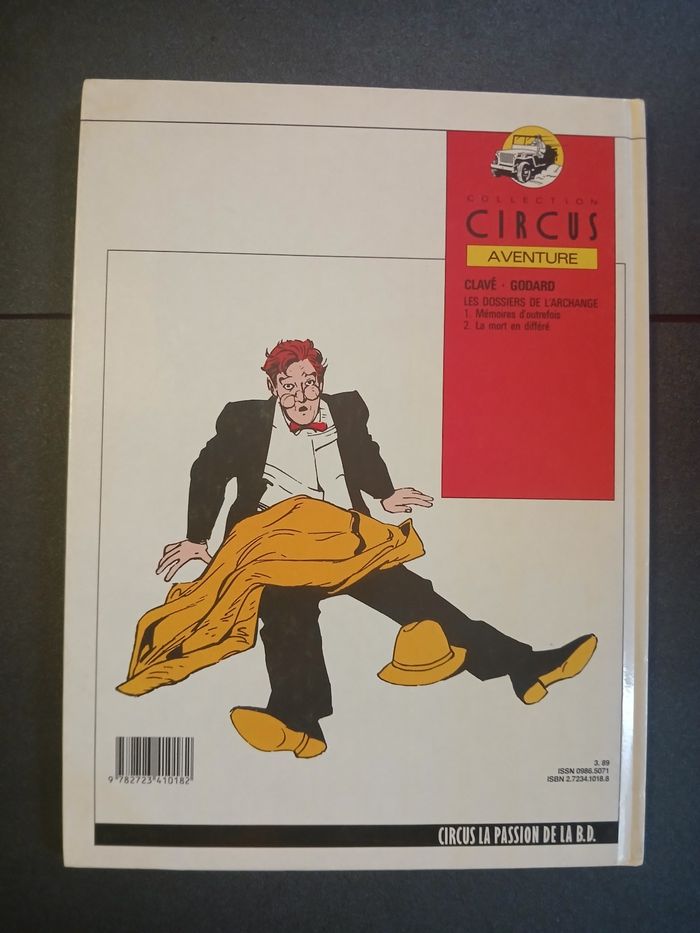 COLLECTION
CIRCUS
AVENTURE
CLAVÉ · GODARD
LES DOSSIERS DE L'ARCHANGE
1. Mémoires d'outrefois
2. La mort en différé
9 782723 410182
3. 89
ISSN 0986.5071
ISBN 2.7234.1018.8
CIRCUS LA PASSION DE LA B.D.